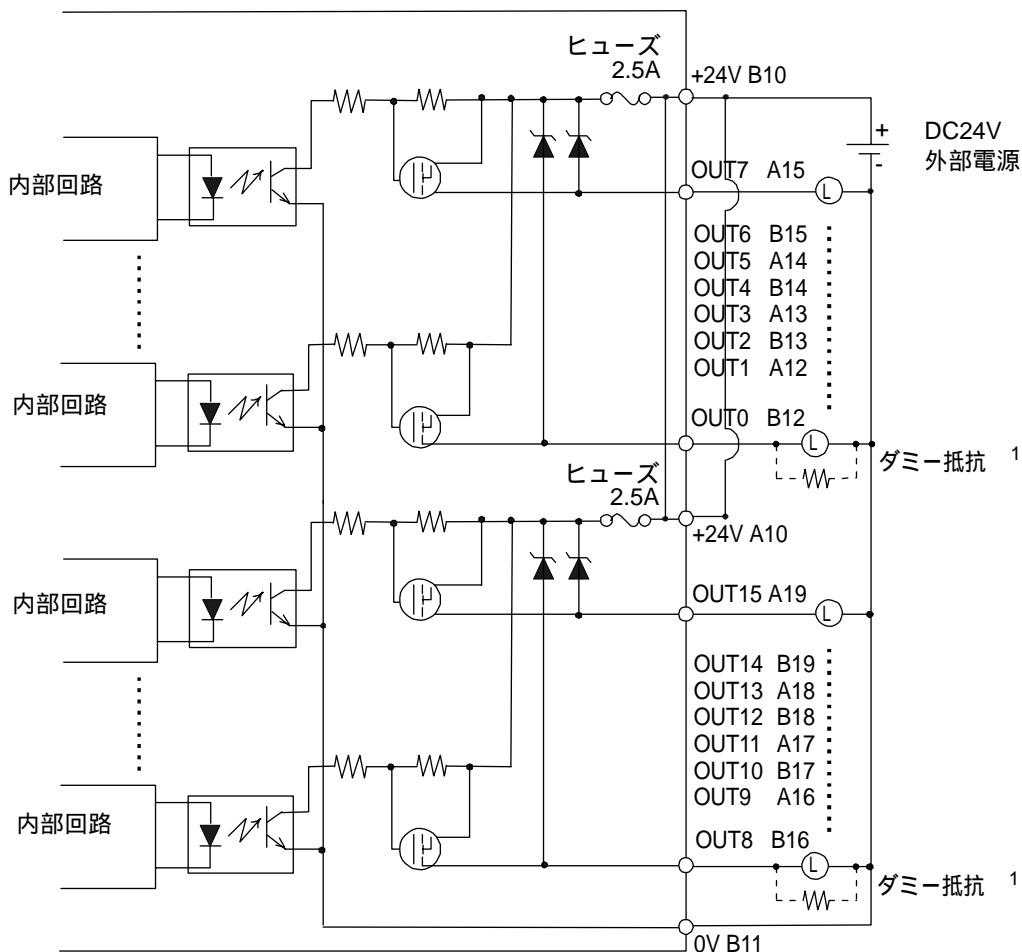 ヒューズ
2.5A
+24V B10
+
-
DC24V
外部電源
内部回路
OUT7 A15
L
OUT6 B15
OUT5 A14
OUT4 B14
OUT3 A13
OUT2 B13
OUT1 A12
内部回路
OUT0 B12
L
ダミー抵抗 1
ヒューズ
2.5A
+24V A10
内部回路
OUT15 A19
L
OUT14 B19
OUT13 A18
OUT12 B18
OUT11 A17
OUT10 B17
OUT9 A16
内部回路
OUT8 B16
L
ダミー抵抗 1
0V B11